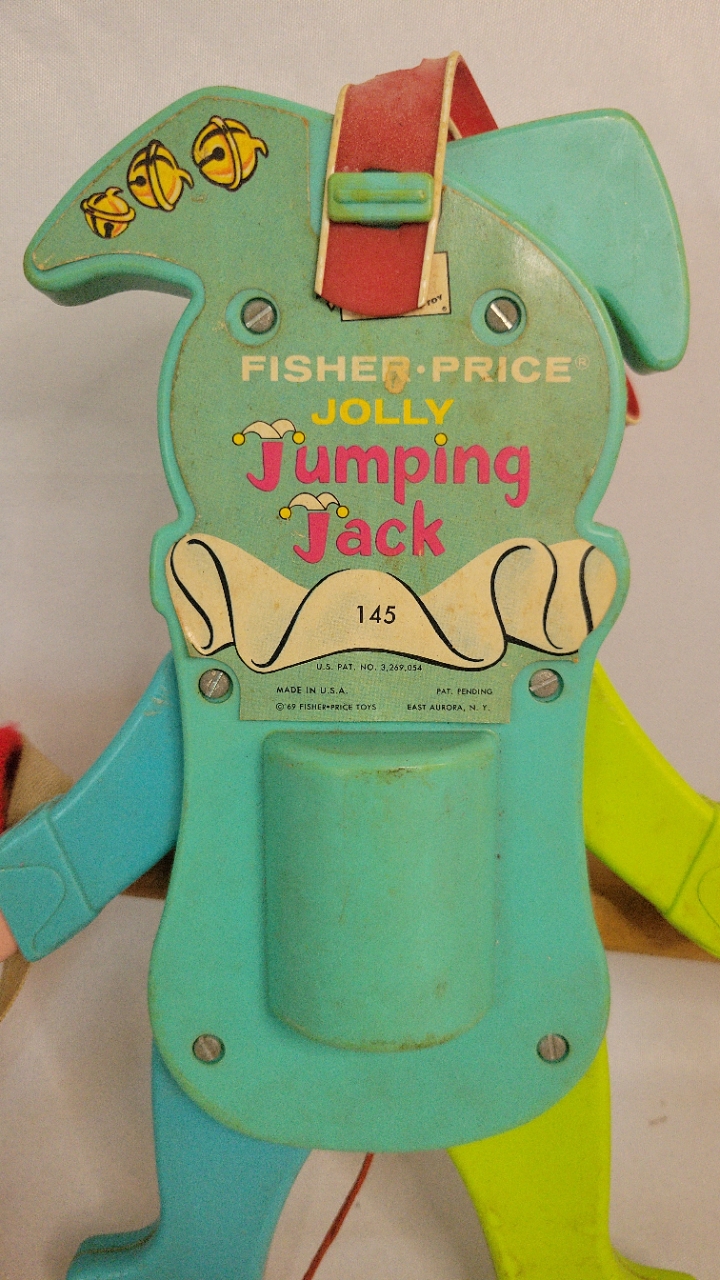 TOY
®
FISHER·PRICE®
JOLLY
Jumping
Jack
145
U.S. PAT. NO. 3,269,054
MADE IN U.S.A. PAT. PENDING
©'69 FISHER-PRICE TOYS EAST AURORA, N. Y.